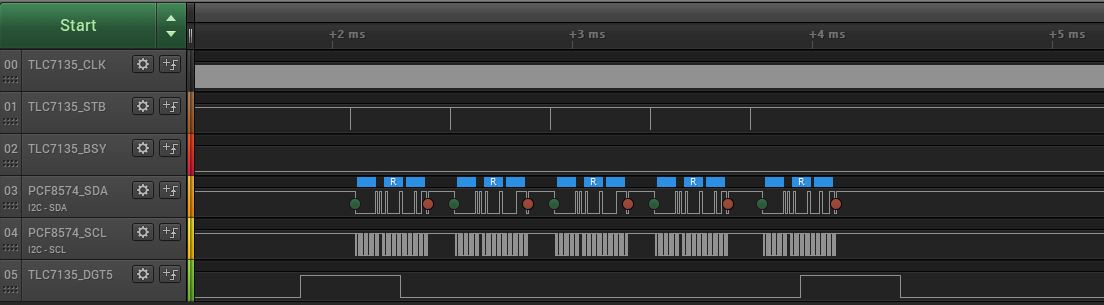 Start
+2 ms +3 ms +4 ms +5 ms
00 TLC7135_CLK
01 TLC7135_STB
02 TLC7135_BSY
R R R R R
03 PCF8574_SDA
I2C - SDA
04 PCF8574_SCL
I2C - SCL
05 TLC7135_DGT5